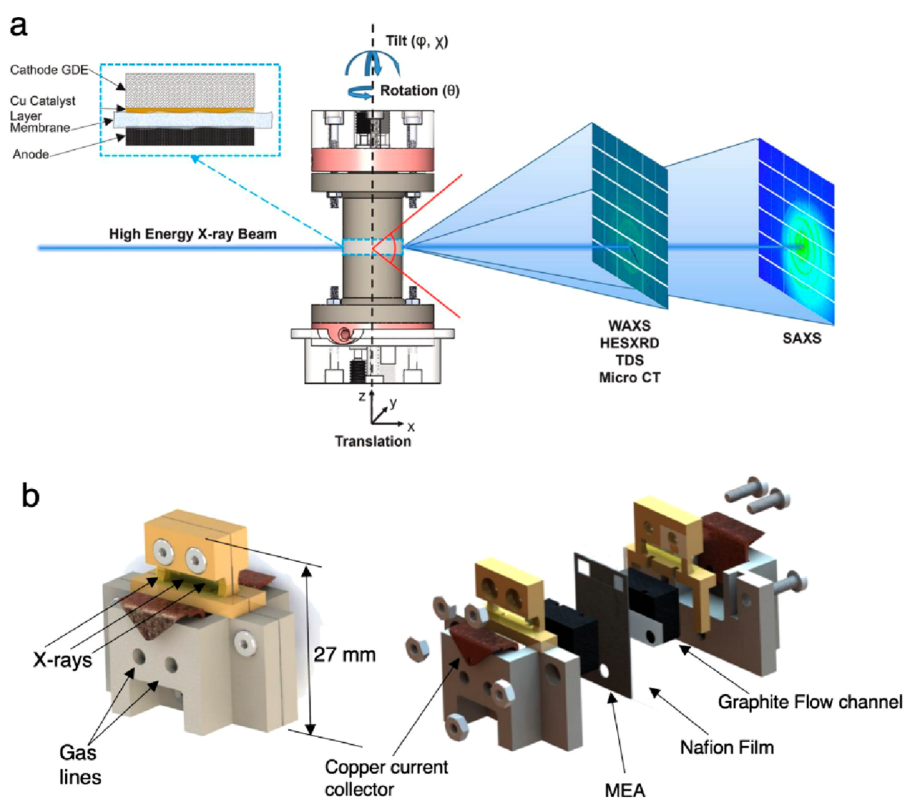 a
Tilt (φ, χ)
Rotation (θ)
Cathode GDE
Cu Catalyst
Layer
Membrane
Anode
High Energy X-ray Beam
WAXS
HESXRD
TDS
Micro CT
SAXS
z
y
x
Translation
b
X-rays
27 mm
Gas
lines
Copper current
collector
MEA
Nafion Film
Graphite Flow channel